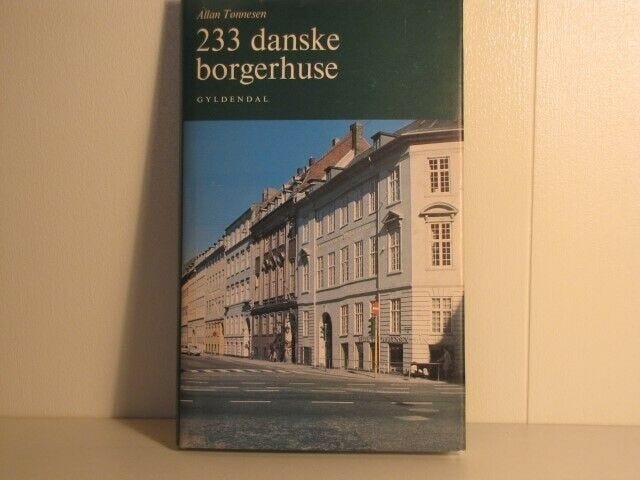 Allan Tønnesen
233 danske
borgerhuse
GYLDENDAL